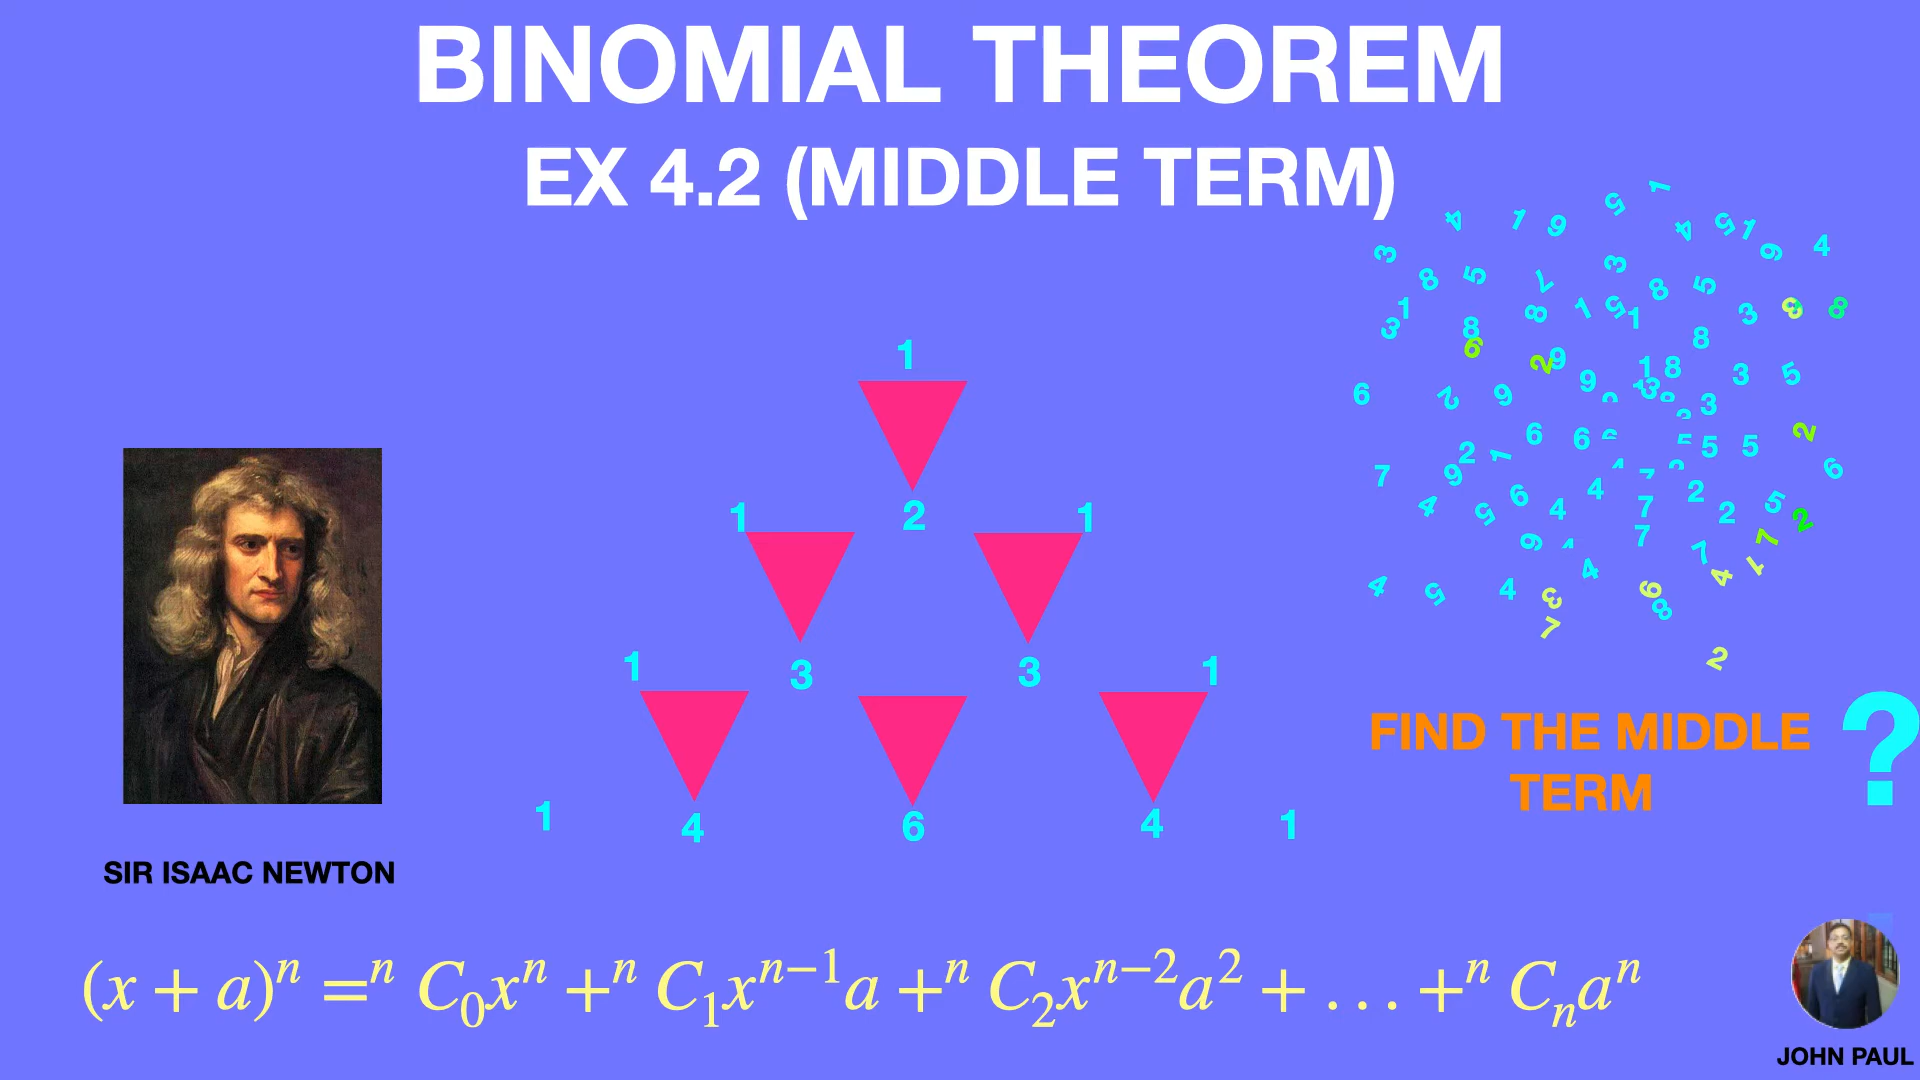 BINOMIAL THEOREM
EX 4.2 (MIDDLE TERM)
1
1 2 1
1 3 3 1
1 4 6 4 1
FIND THE MIDDLE
TERM ?
SIR ISAAC NEWTON
(x + a)ⁿ =ⁿ C₀xⁿ +ⁿ C₁xⁿ⁻¹a +ⁿ C₂xⁿ⁻²a² + . . . +ⁿ Cₙaⁿ
JOHN PAUL